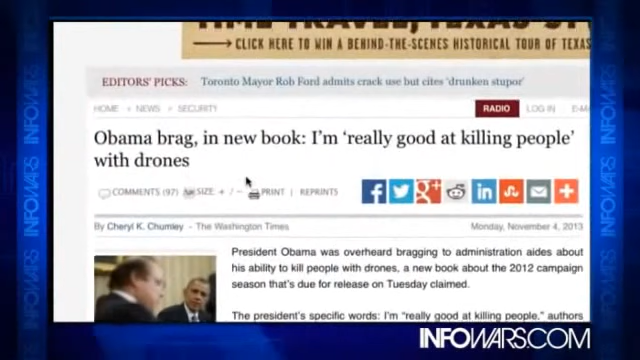 TIME TRAVEL, TEXAS
CLICK HERE TO WIN A BEHIND-THE-SCENES HISTORICAL TOUR OF TEXAS
EDITORS' PICKS: Toronto Mayor Rob Ford admits crack use but cites 'drunken stupor'
HOME NEWS SECURITY RADIO LOG IN E-MA
Obama brag, in new book: I'm 'really good at killing people'
with drones
COMMENTS (97) SIZE + / - PRINT | REPRINTS
By Cheryl K. Chumley - The Washington Times Monday, November 4, 2013
President Obama was overheard bragging to administration aides about
his ability to kill people with drones, a new book about the 2012 campaign
season that's due for release on Tuesday claimed.
The president's specific words: I'm "really good at killing people," authors
INFOWARS
INFOWARS
INFOWARS
INFOWARS
INFOWARS.COM